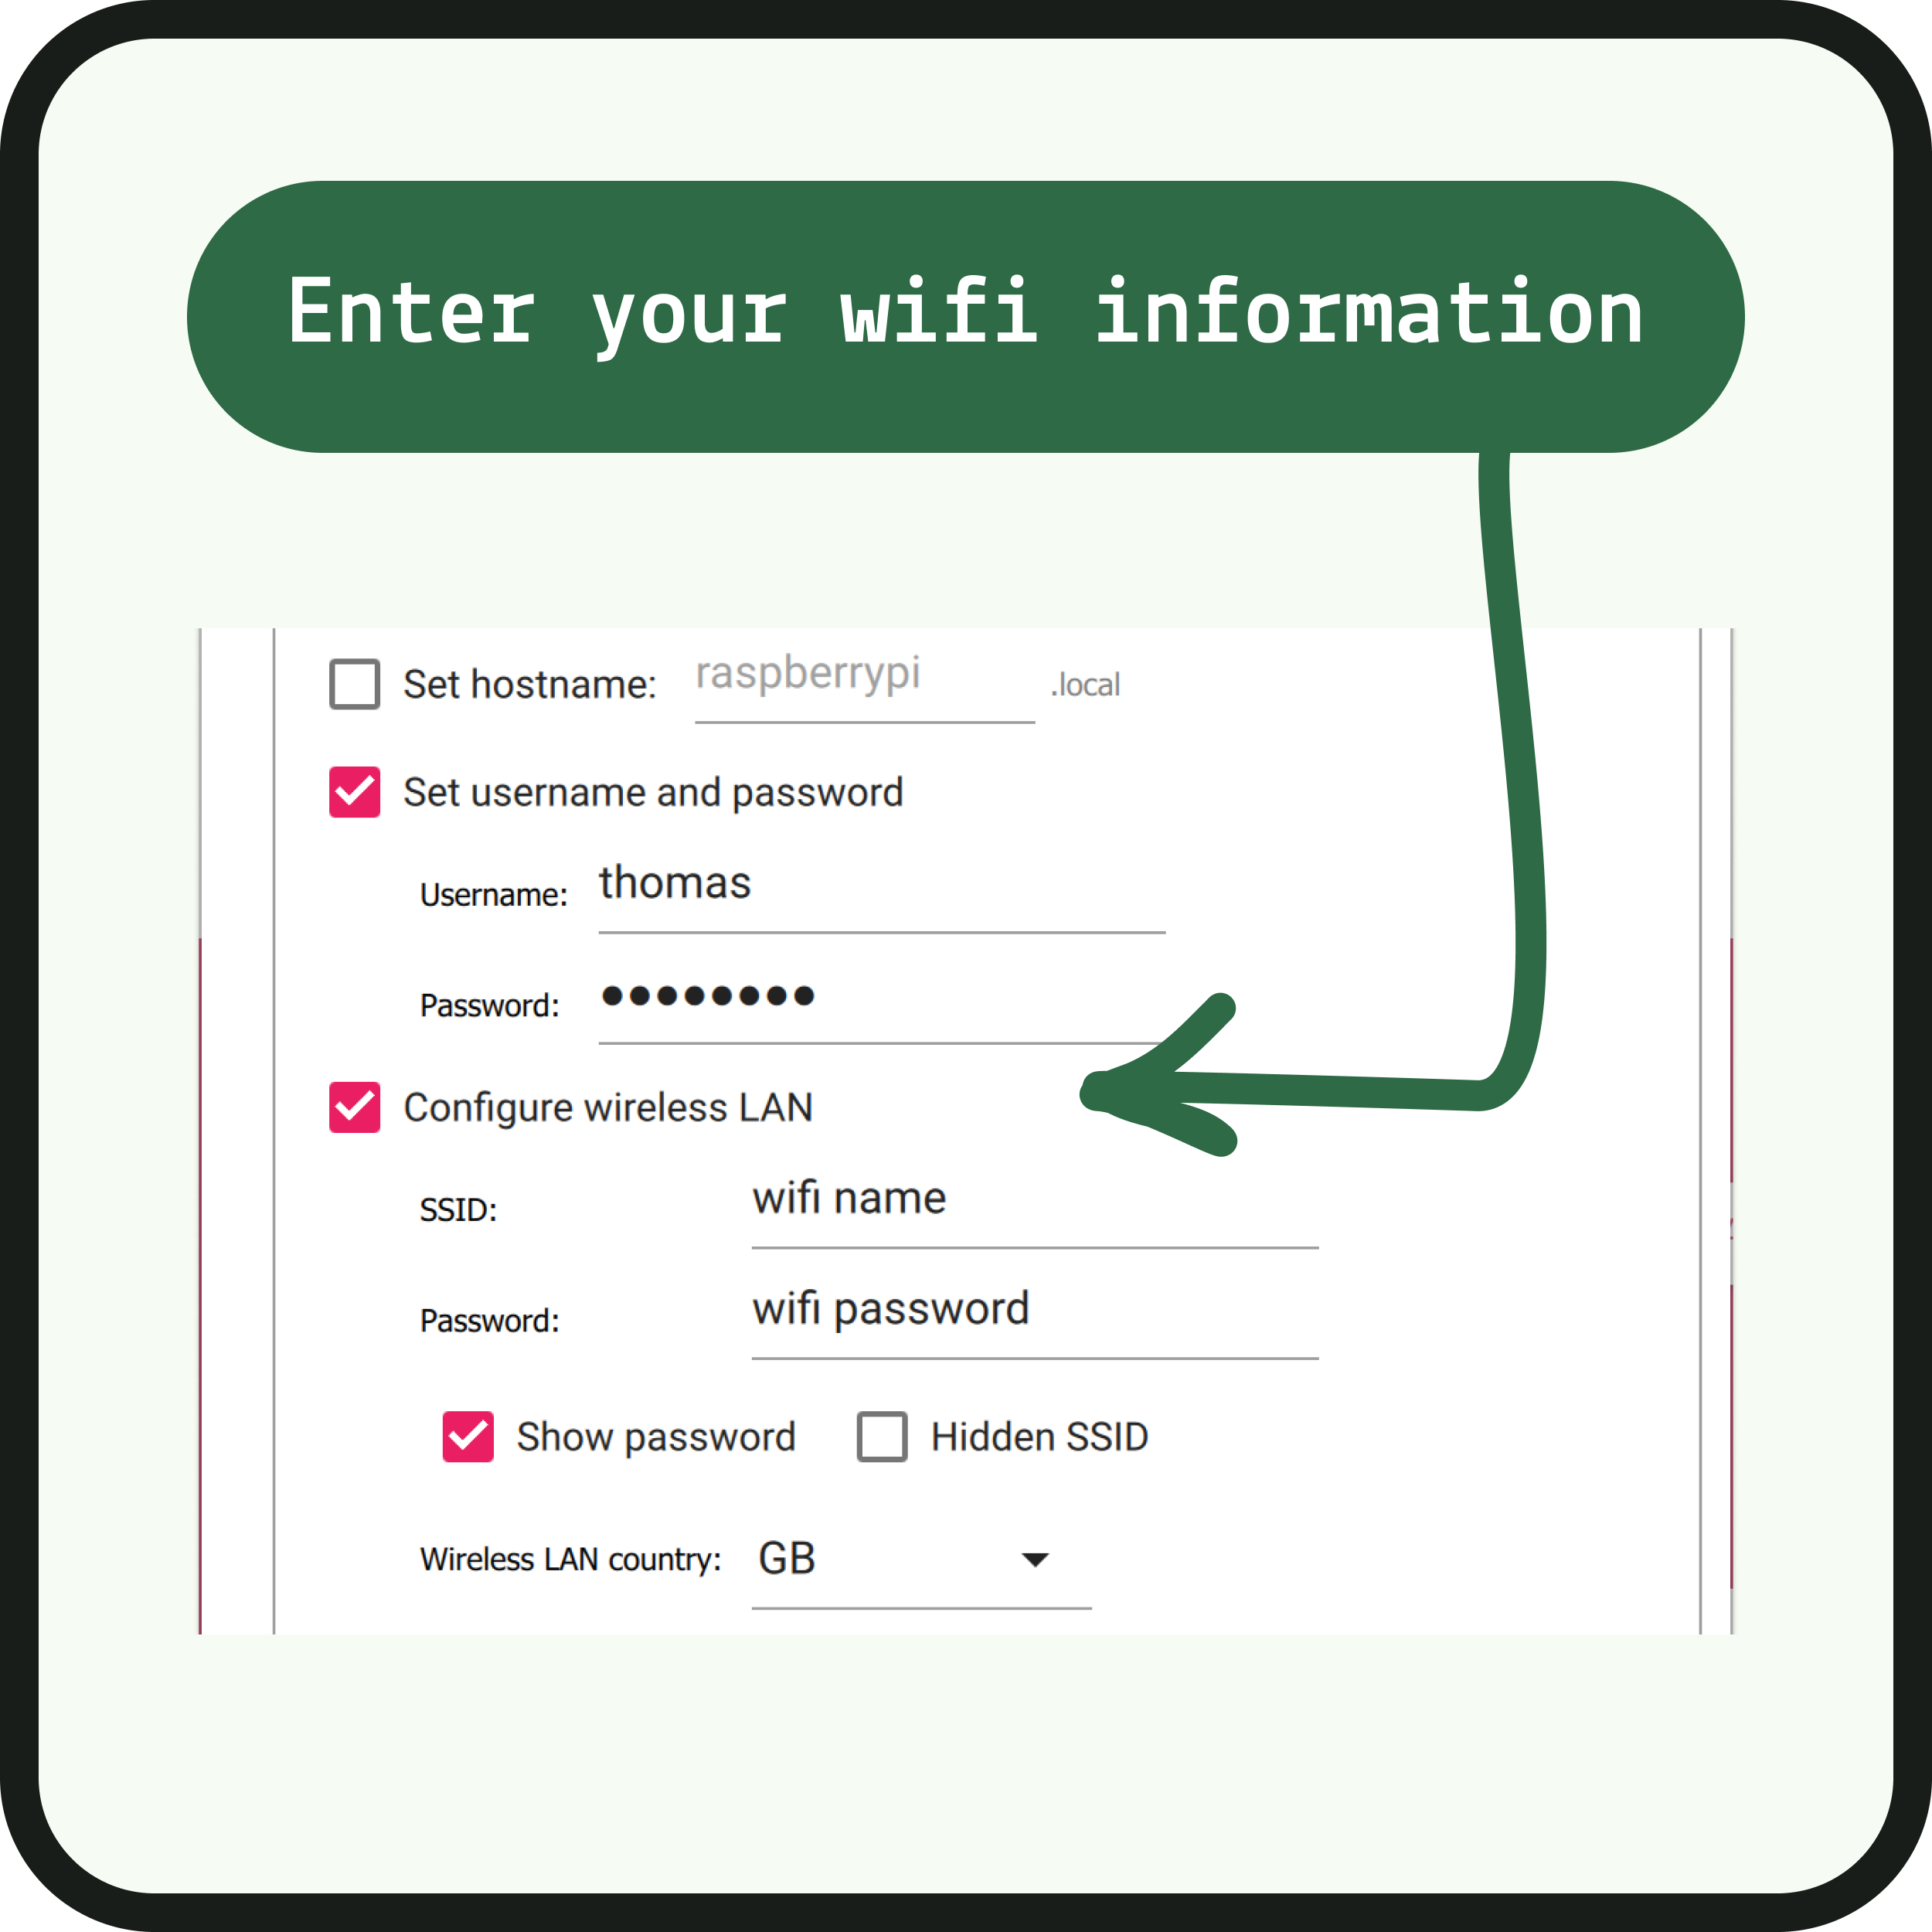 Enter your wifi information
Set hostname: raspberrypi .local
Set username and password
Username: thomas
Password: ●●●●●●●●
Configure wireless LAN
SSID: wifi name
Password: wifi password
Show password Hidden SSID
Wireless LAN country: GB